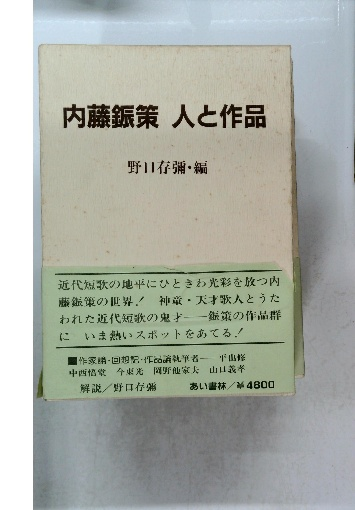 内藤鋠策 人と作品
野口存彌・編
近代短歌の地平にひときわ光彩を放つ内
藤鋠策の世界！ 神童・天才歌人とうた
われた近代短歌の鬼才――鋠策の作品群
に いま熱いスポットをあてる！
■作家論・回想記・作品論執筆者―― 平出修
中西悟堂 今東光 岡野他家夫 山口義孝
解説／野口存彌 あい書林／￥4800